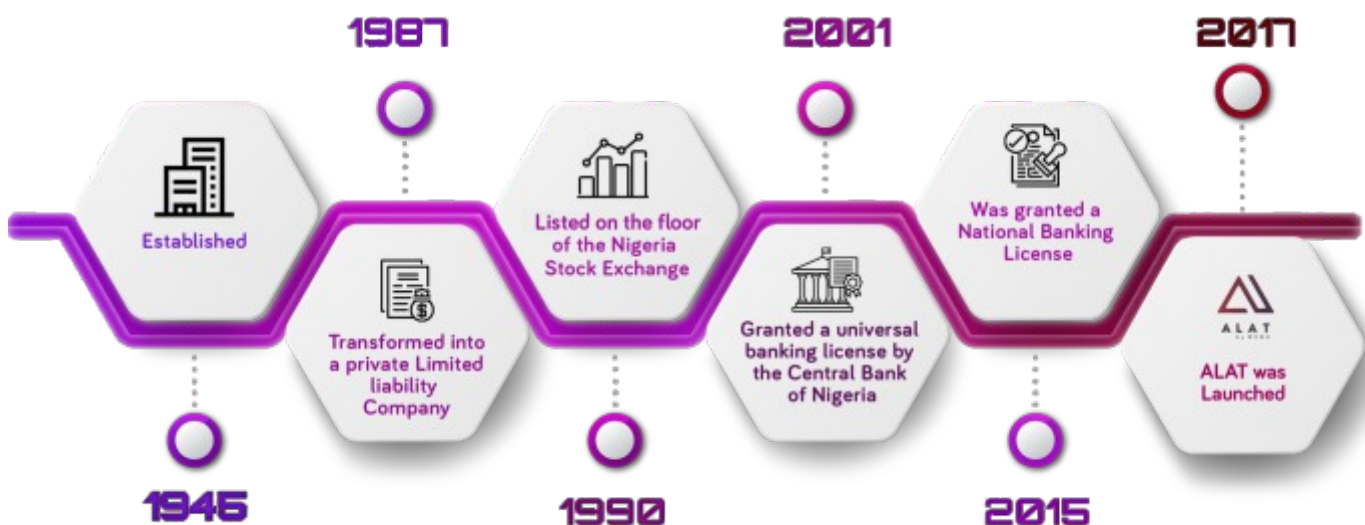 1987
2001
2017
Established
Transformed into
a private Limited
liability
Company
Listed on the floor
of the Nigeria
Stock Exchange
Granted a universal
banking license by
the Central Bank
of Nigeria
Was granted a
National Banking
License
ALAT
ALAT was
Launched
1945
1990
2015